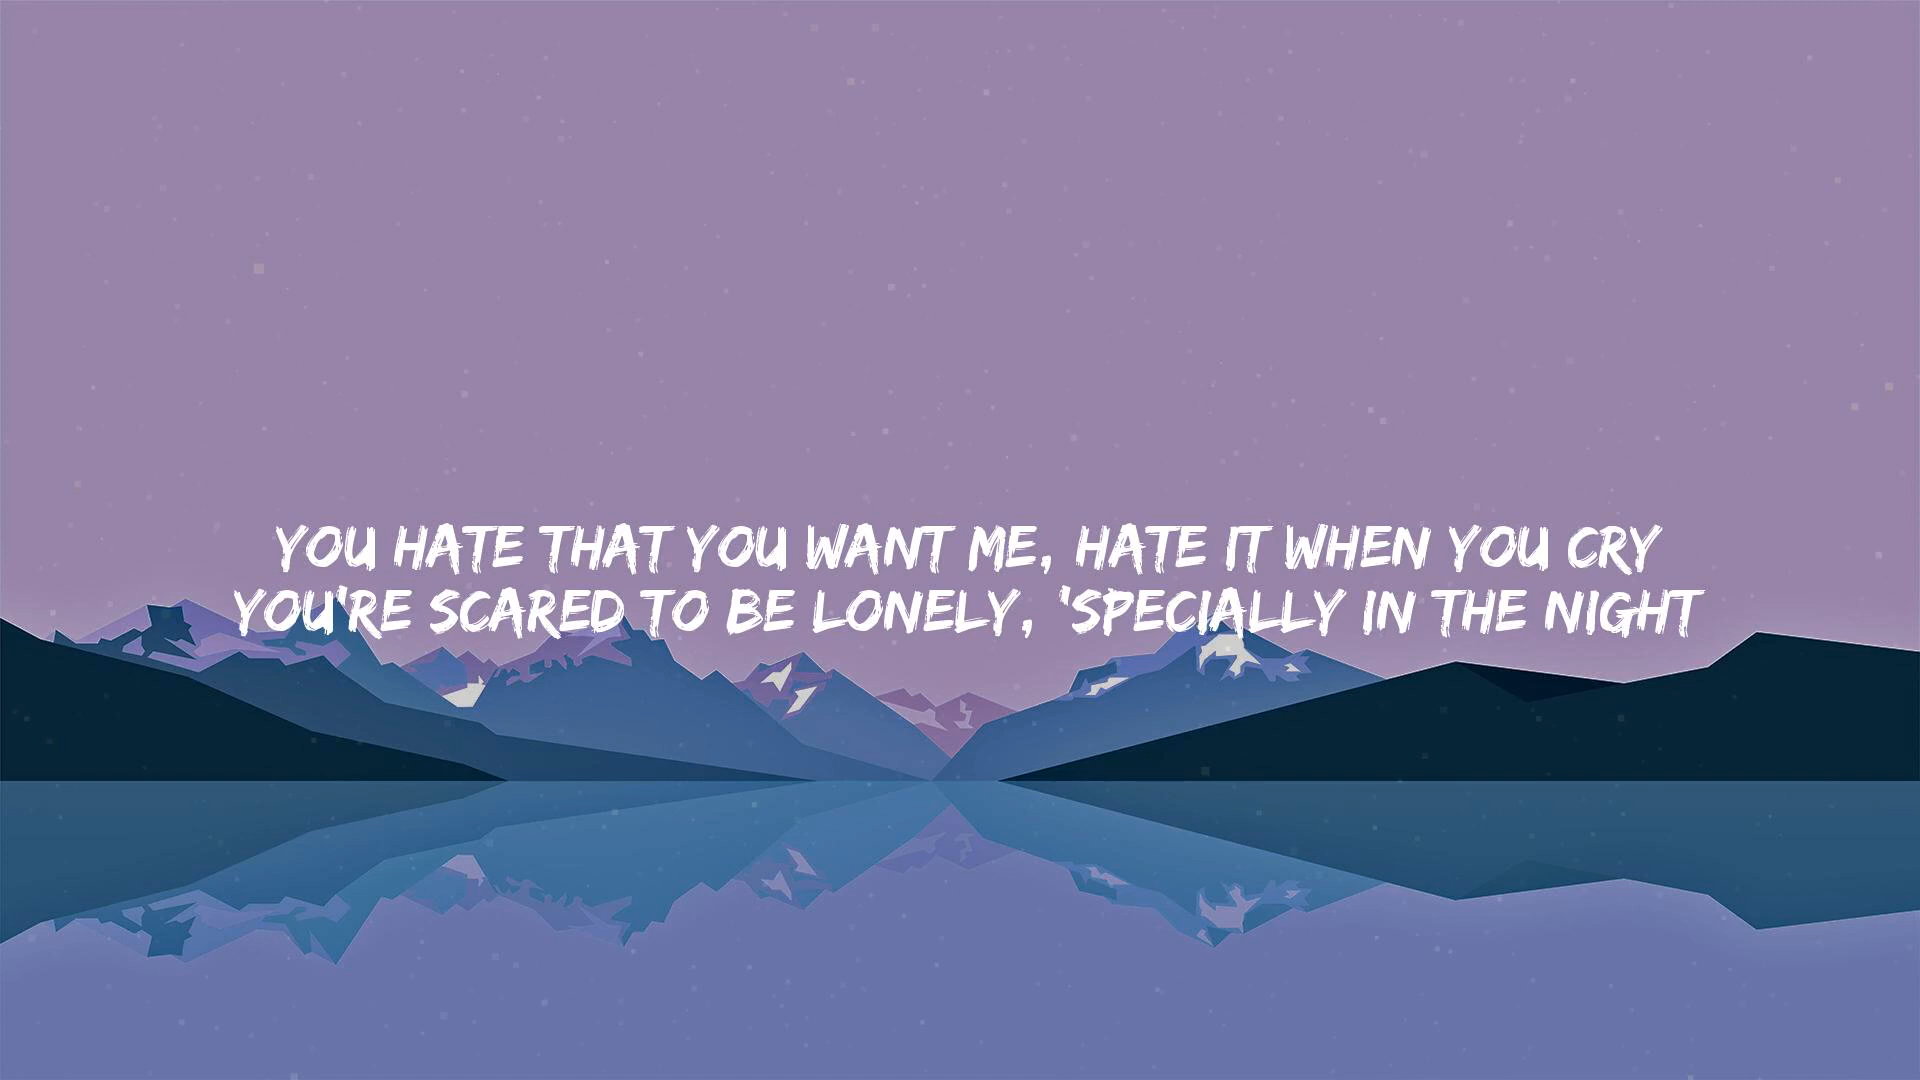 YOU HATE THAT YOU WANT ME, HATE IT WHEN YOU CRY
YOU'RE SCARED TO BE LONELY, 'SPECIALLY IN THE NIGHT